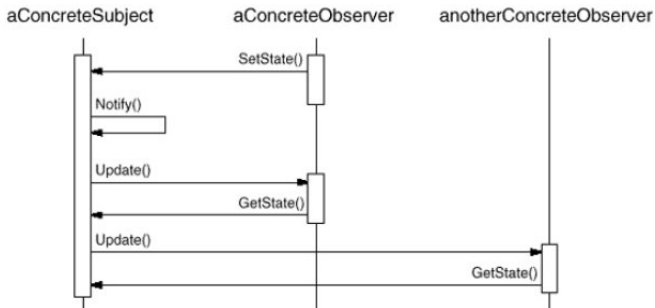 aConcreteSubject aConcreteObserver anotherConcreteObserver
SetState()
Notify()
Update()
GetState()
Update()
GetState()